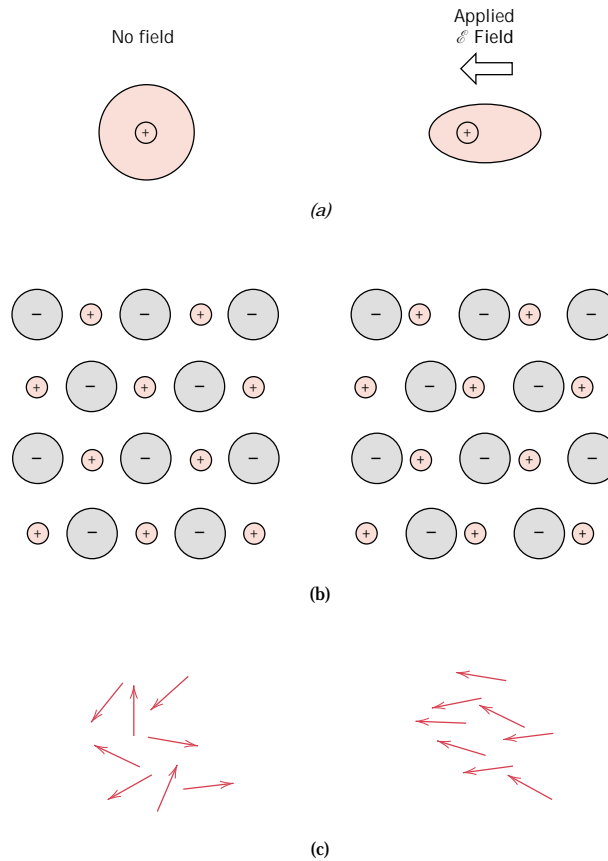 No field
Applied
ℰ Field
+ +
(a)
− + − + − − + − + −
+ − + − + + − + − +
− + − + − − + − + −
+ − + − + + − + − +
(b)
(c)